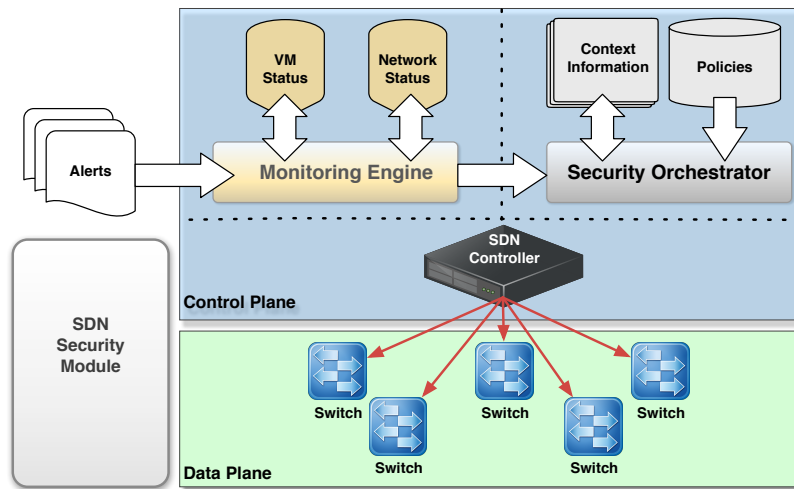 VM
Status
Network
Status
Context
Information
Policies
Alerts
Monitoring Engine
Security Orchestrator
SDN
Controller
Control Plane
SDN
Security
Module
Switch
Switch
Switch
Switch
Switch
Data Plane